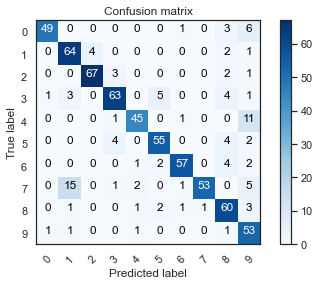 Confusion matrix
0 49 0 0 0 0 0 1 0 3 6
1 0 64 4 0 0 0 0 0 2 1
2 0 0 67 3 0 0 0 0 2 1
3 1 3 0 63 0 5 0 0 4 1
4 0 1 0 0 45 0 1 0 0 11
5 0 0 0 4 0 55 0 0 4 2
6 0 0 0 0 1 2 57 0 4 2
7 0 15 0 1 2 0 1 53 0 5
8 0 1 0 0 1 2 1 1 60 3
9 1 1 0 0 1 0 0 0 1 53
0 1 2 3 4 5 6 7 8 9
True label
Predicted label
60
50
40
30
20
10
0